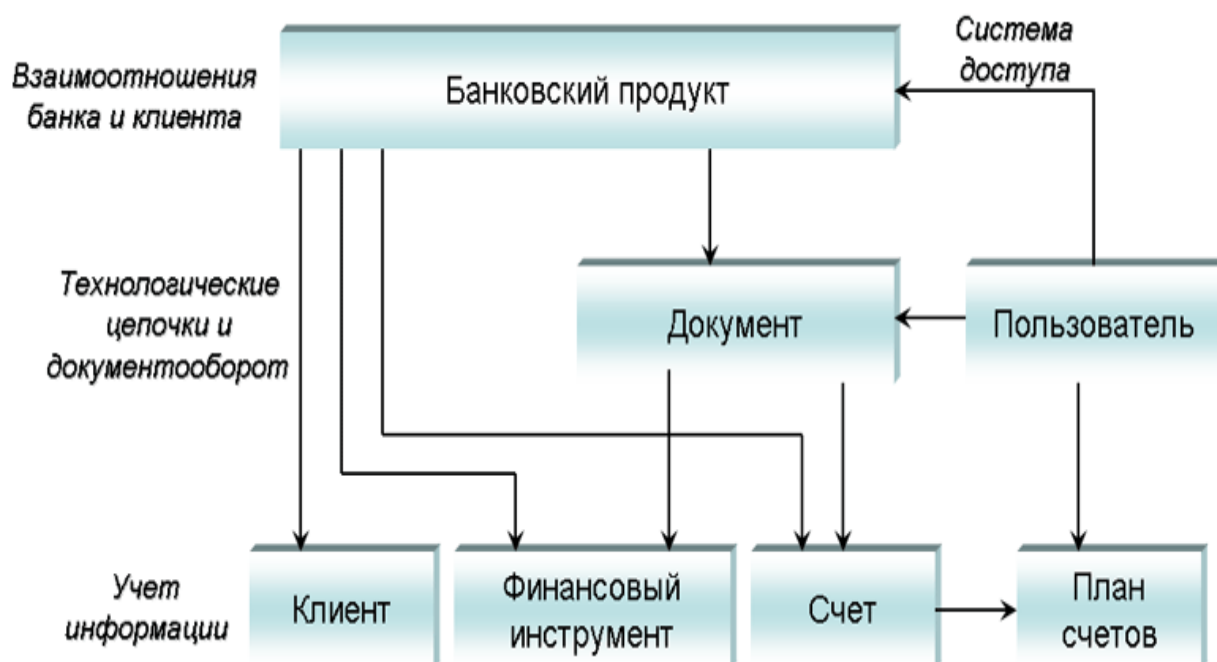 Взаимоотношения
банка и клиента
Банковский продукт
Система
доступа
Технологические
цепочки и
документооборот
Документ
Пользователь
Учет
информации
Клиент
Финансовый
инструмент
Счет
План
счетов